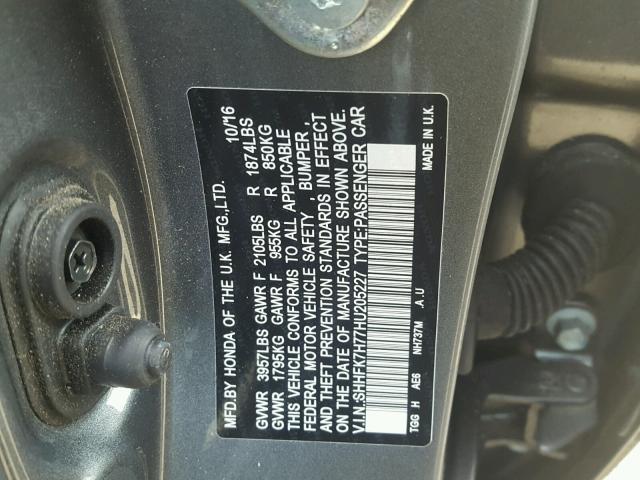 MFD.BY HONDA OF THE U.K. MFG.,LTD. 10/16
GVWR 3957LBS GAWR F 2105LBS R 1874LBS
GVWR 1795KG GAWR F 955KG R 850KG
THIS VEHICLE CONFORMS TO ALL APPLICABLE
FEDERAL MOTOR VEHICLE SAFETY , BUMPER ,
AND THEFT PREVENTION STANDARDS IN EFFECT
ON THE DATE OF MANUFACTURE SHOWN ABOVE.
V.I.N.:SHHFK7H77HU205227 TYPE:PASSENGER CAR
TGG H AE6 NH737M .A .U MADE IN U.K.